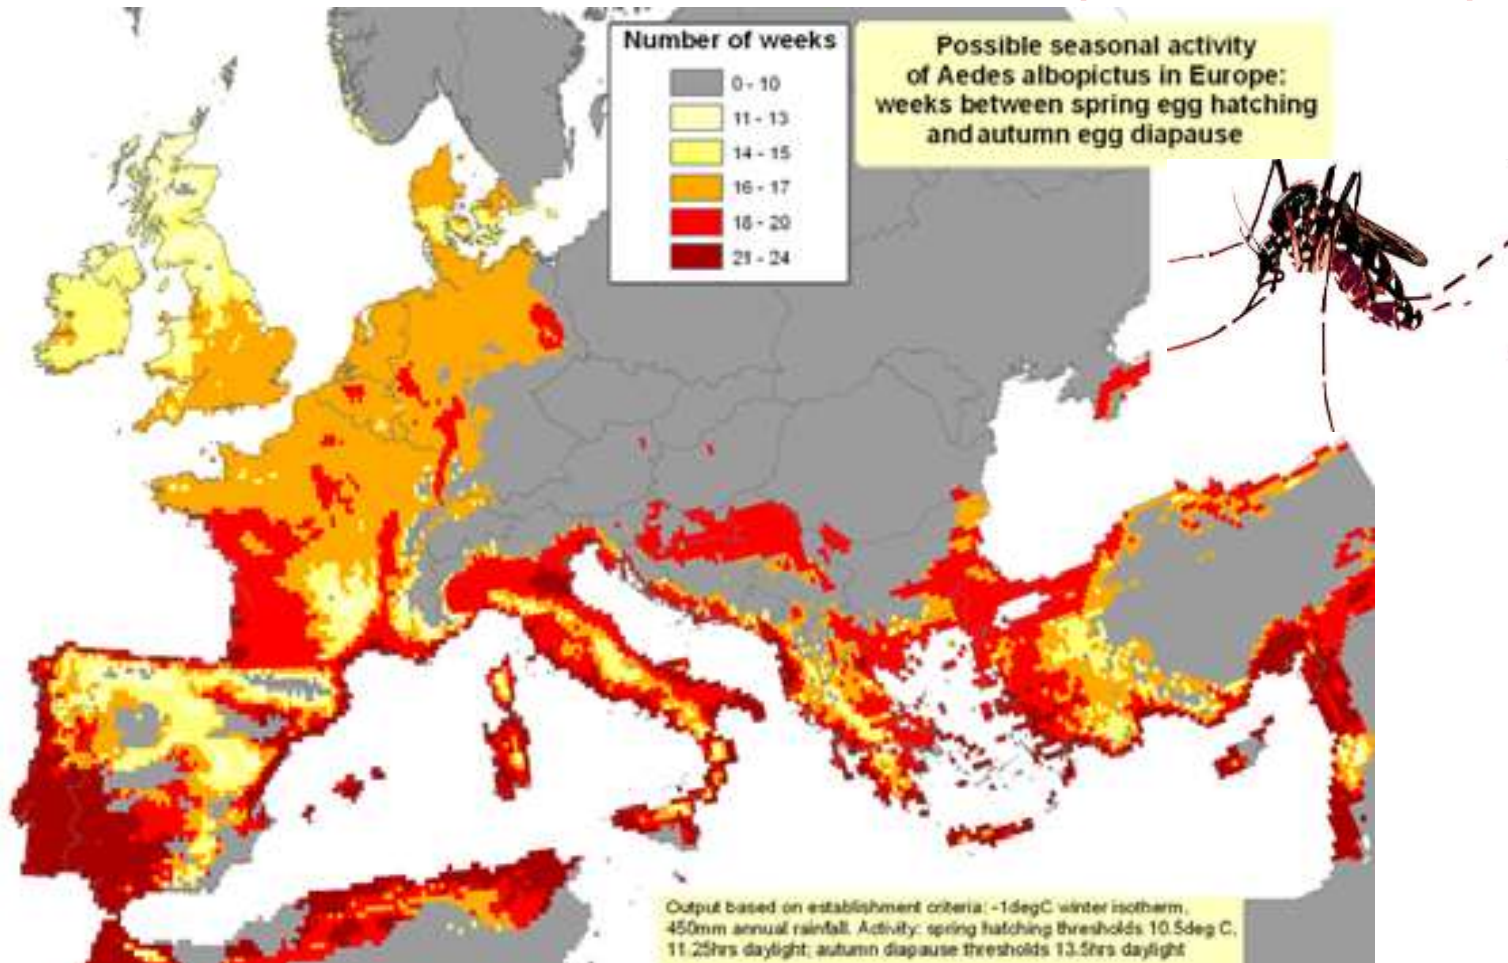 Number of weeks
0 - 10
11 - 13
14 - 15
16 - 17
18 - 20
21 - 24
Possible seasonal activity
of Aedes albopictus in Europe:
weeks between spring egg hatching
and autumn egg diapause
Output based on establishment criteria: -1degC winter isotherm,
450mm annual rainfall. Activity: spring hatching thresholds 10.5deg C,
11.25hrs daylight; autumn diapause thresholds 13.5hrs daylight